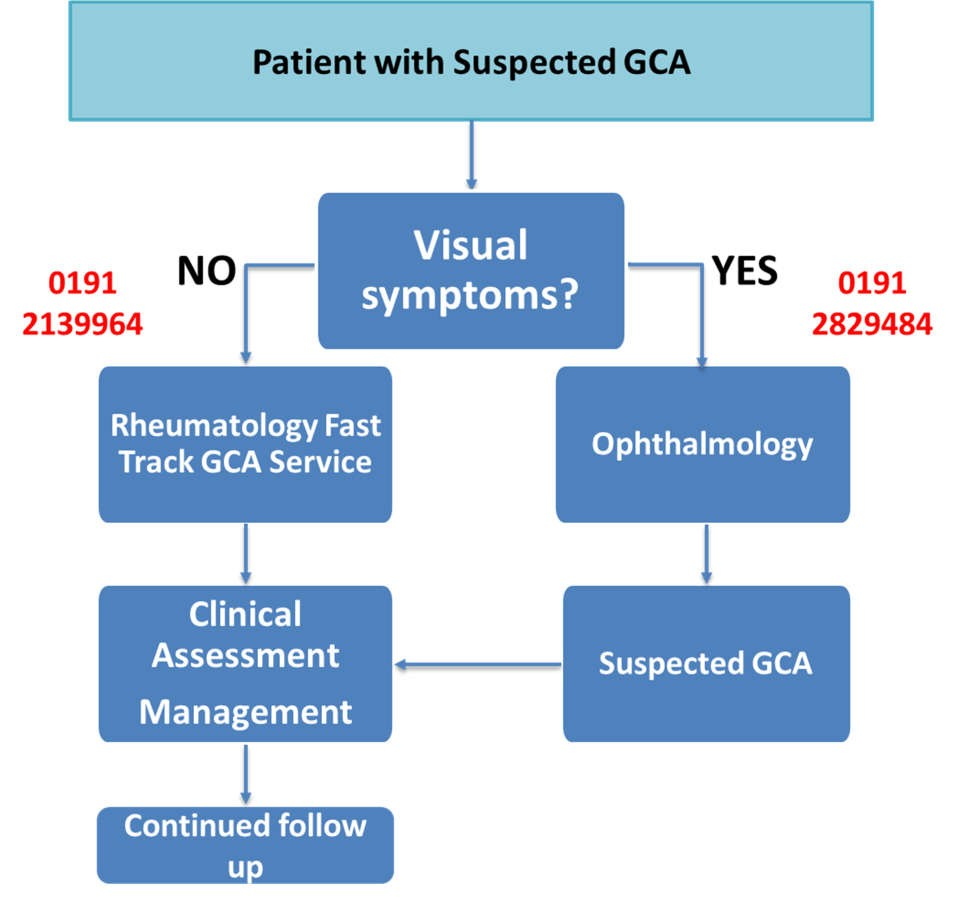 Patient with Suspected GCA
Visual
symptoms?
NO
0191
2139964
YES
0191
2829484
Rheumatology Fast
Track GCA Service
Ophthalmology
Clinical
Assessment
Management
Suspected GCA
Continued follow
up